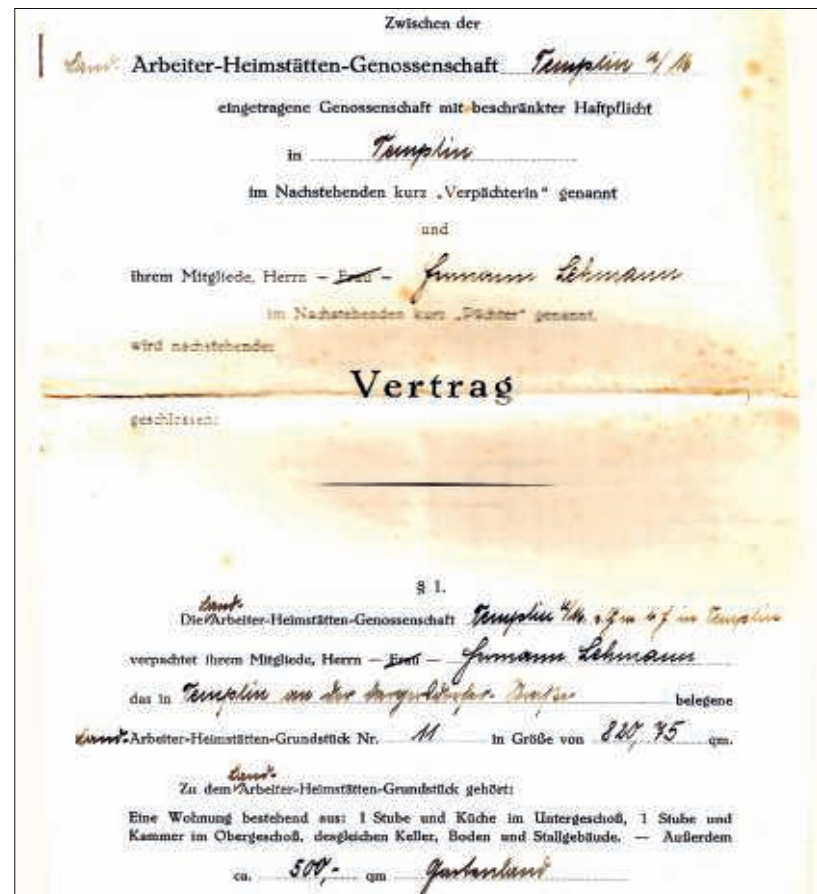 Zwischen der
Land- Arbeiter-Heimstätten-Genossenschaft Templin
eingetragene Genossenschaft mit beschränkter Haftpflicht
in Templin
im Nachstehenden kurz „Verpächterin" genannt
und
ihrem Mitgliede, Herrn – Frau – Hermann Lehmann
im Nachstehenden kurz „Pächter" genannt,
wird nachstehender
Vertrag
geschlossen:
§ 1.
Land-
Die Arbeiter-Heimstätten-Genossenschaft Templin in Templin
verpachtet ihrem Mitgliede, Herrn – Frau – Hermann Lehmann
das in Templin an der Straße belegene
Land- Arbeiter-Heimstätten-Grundstück Nr. 11 in Größe von 820,75 qm.
Land-
Zu dem Arbeiter-Heimstätten-Grundstück gehört:
Eine Wohnung bestehend aus: 1 Stube und Küche im Untergeschoß, 1 Stube und
Kammer im Obergeschoß, desgleichen Keller, Boden und Stallgebäude. — Außerdem
ca. 500,- qm Gartenland